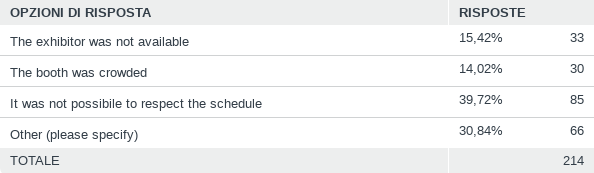 OPZIONI DI RISPOSTA RISPOSTE
The exhibitor was not available 15,42% 33
The booth was crowded 14,02% 30
It was not possibile to respect the schedule 39,72% 85
Other (please specify) 30,84% 66
TOTALE 214